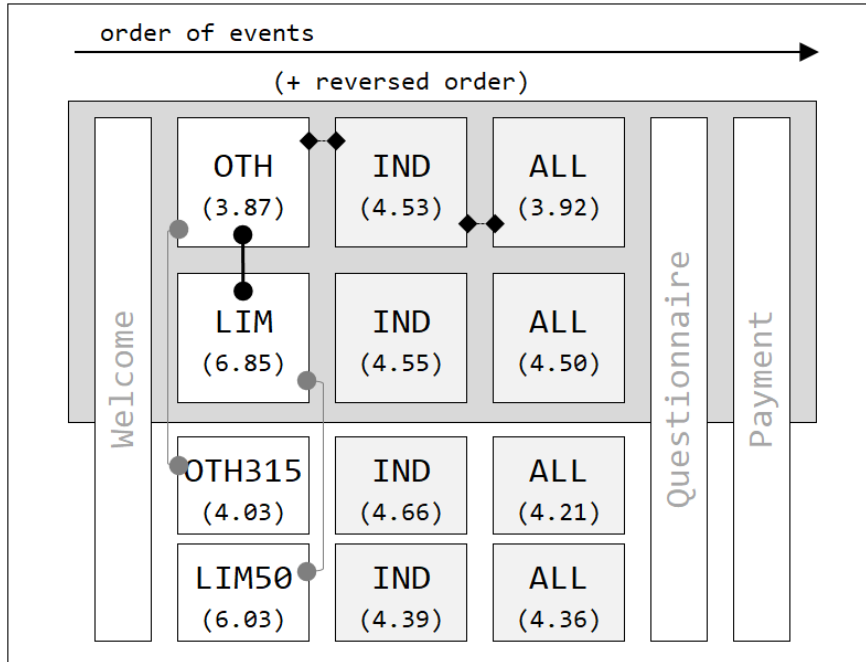 order of events
(+ reversed order)
Welcome
OTH
(3.87)
IND
(4.53)
ALL
(3.92)
LIM
(6.85)
IND
(4.55)
ALL
(4.50)
OTH315
(4.03)
IND
(4.66)
ALL
(4.21)
LIM50
(6.03)
IND
(4.39)
ALL
(4.36)
Questionnaire
Payment